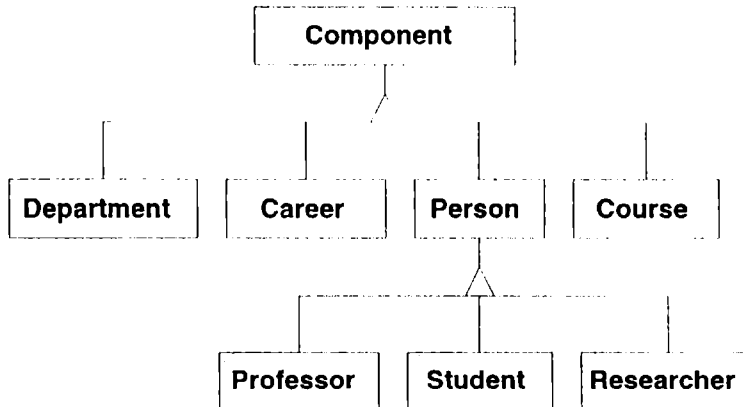 Component
Department
Career
Person
Course
Professor
Student
Researcher